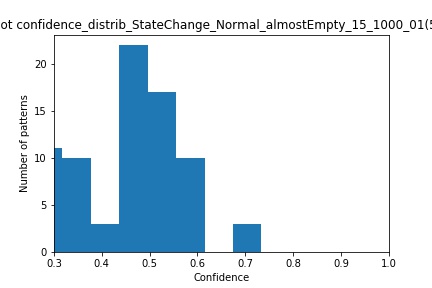 ot confidence_distrib_StateChange_Normal_almostEmpty_15_1000_01(5
20
15
10
5
0
Number of patterns
0.3 0.4 0.5 0.6 0.7 0.8 0.9 1.0
Confidence